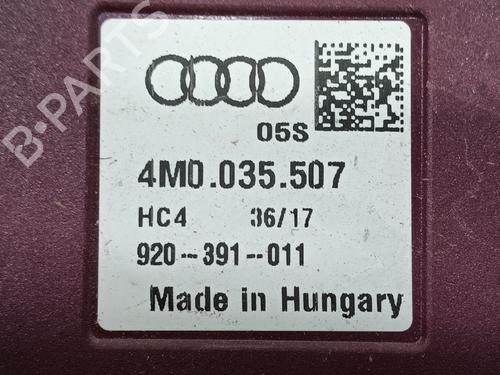 B-PARTS
05S
4M0.035.507
HC4 36/17
920-391-011
Made in Hungary